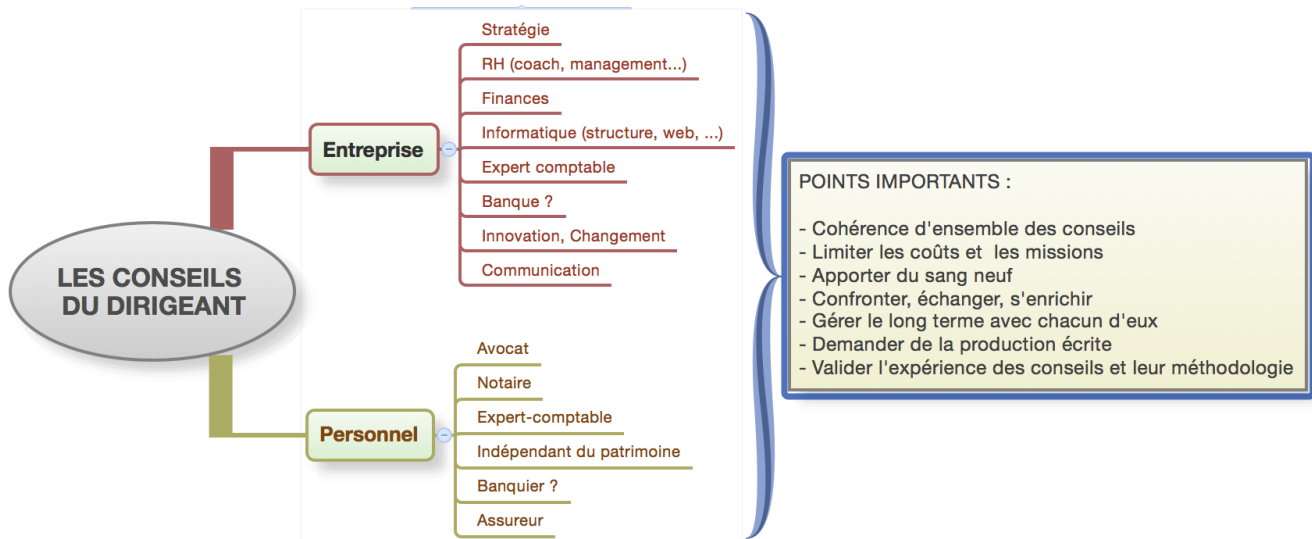 LES CONSEILS
DU DIRIGEANT
Entreprise
Stratégie
RH (coach, management...)
Finances
Informatique (structure, web, ...)
Expert comptable
Banque ?
Innovation, Changement
Communication
Personnel
Avocat
Notaire
Expert-comptable
Indépendant du patrimoine
Banquier ?
Assureur
POINTS IMPORTANTS :
- Cohérence d'ensemble des conseils
- Limiter les coûts et  les missions
- Apporter du sang neuf
- Confronter, échanger, s'enrichir
- Gérer le long terme avec chacun d'eux
- Demander de la production écrite
- Valider l'expérience des conseils et leur méthodologie